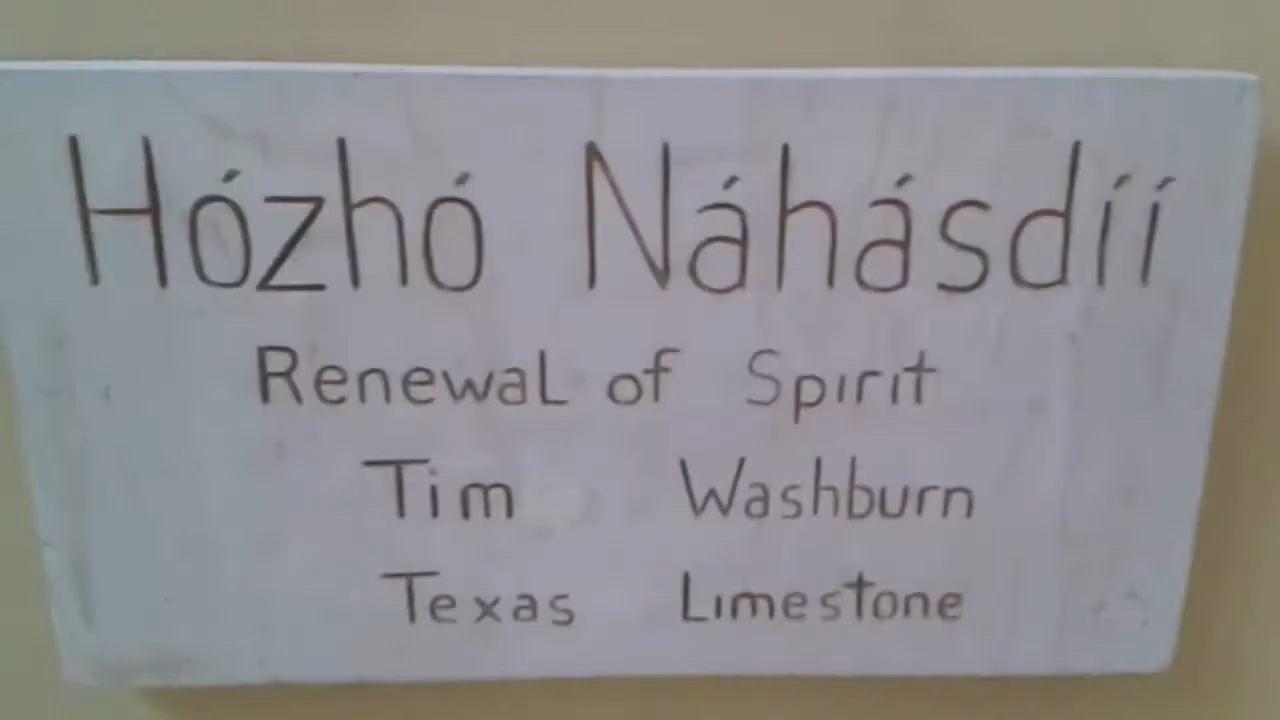 Hózhó Náhásdíí
Renewal of Spirit
Tim Washburn
Texas Limestone